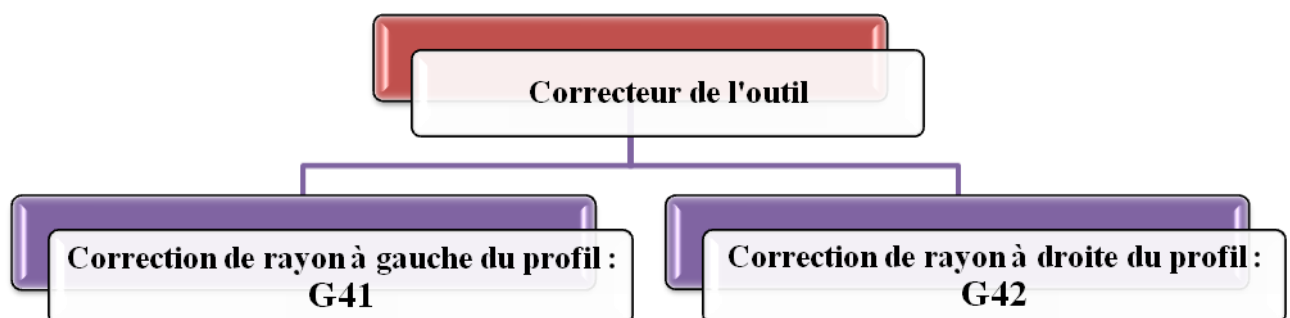 Correcteur de l'outil
Correction de rayon à gauche du profil :
G41
Correction de rayon à droite du profil :
G42